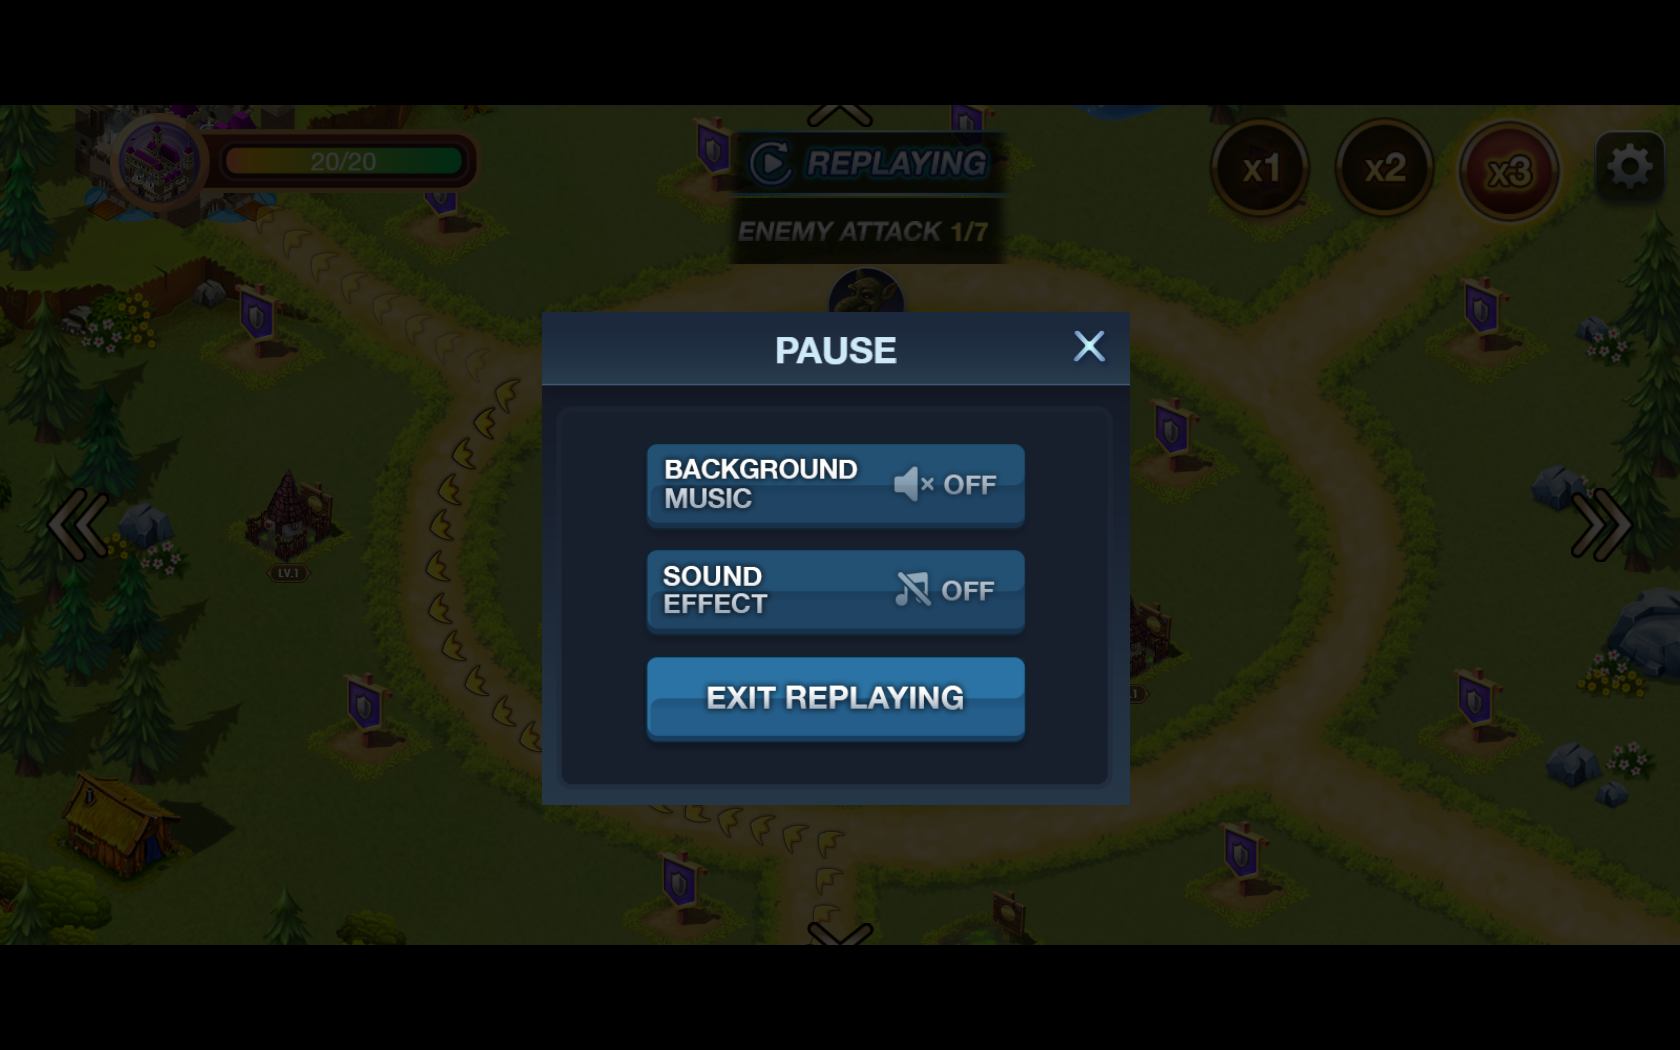 20/20
REPLAYING
x1
x2
x3
ENEMY ATTACK 1/7
PAUSE
BACKGROUND
MUSIC
OFF
SOUND
EFFECT
OFF
EXIT REPLAYING
LV.1